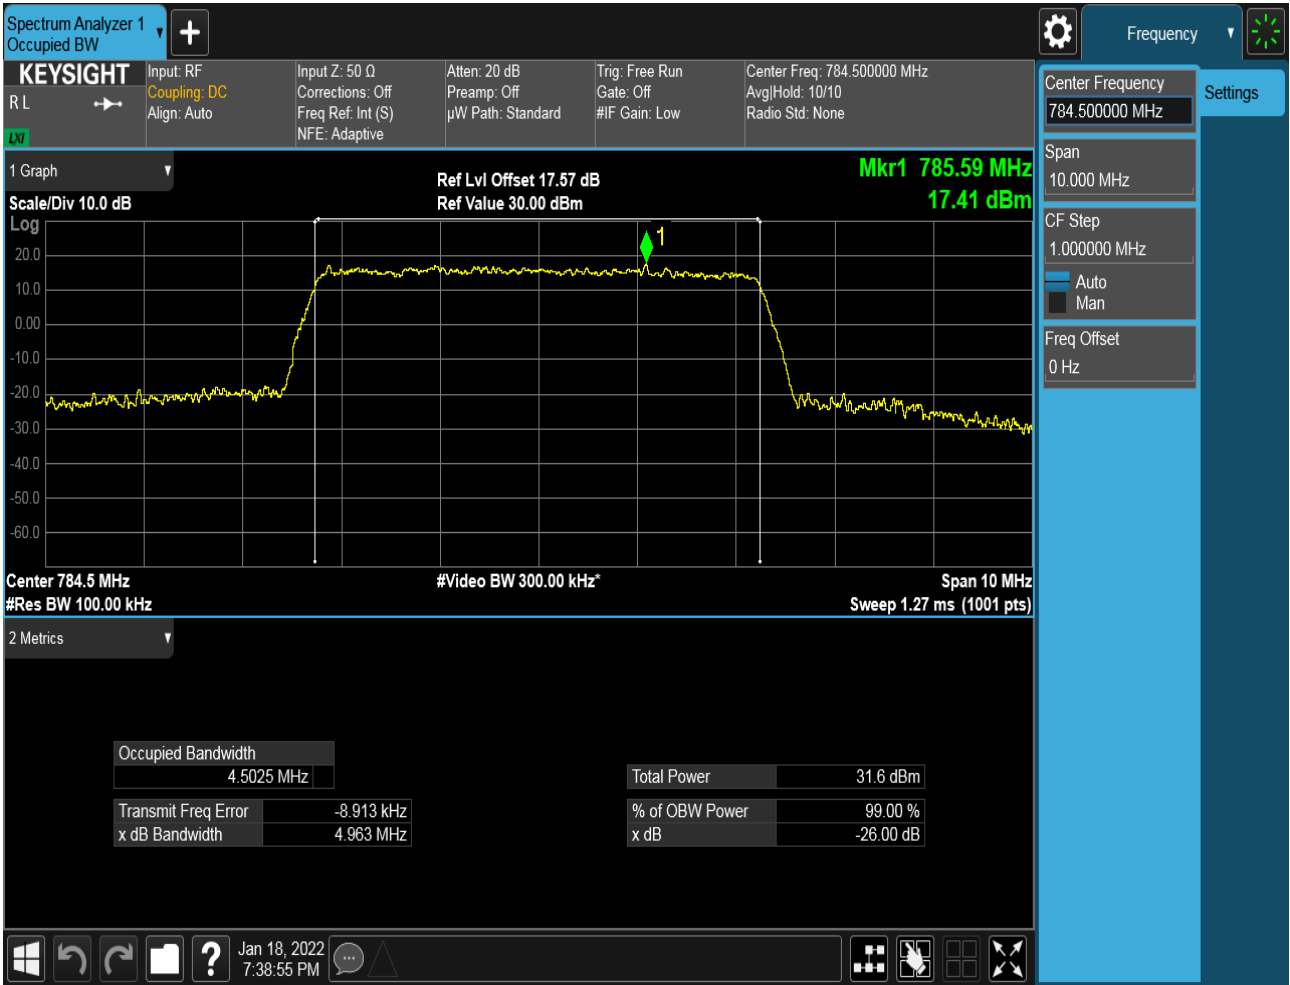 Spectrum Analyzer 1
Occupied BW
Frequency
KEYSIGHT
R L
LXI
Input: RF
Coupling: DC
Align: Auto
Input Z: 50 Ω
Corrections: Off
Freq Ref: Int (S)
NFE: Adaptive
Atten: 20 dB
Preamp: Off
µW Path: Standard
Trig: Free Run
Gate: Off
#IF Gain: Low
Center Freq: 784.500000 MHz
Avg|Hold: 10/10
Radio Std: None
Center Frequency
784.500000 MHz
Settings
Span
10.000 MHz
CF Step
1.000000 MHz
Auto
Man
Freq Offset
0 Hz
1 Graph
Scale/Div 10.0 dB
Ref Lvl Offset 17.57 dB
Ref Value 30.00 dBm
Mkr1 785.59 MHz
17.41 dBm
Log
1
20.0
10.0
0.00
-10.0
-20.0
-30.0
-40.0
-50.0
-60.0
Center 784.5 MHz
#Video BW 300.00 kHz*
Span 10 MHz
#Res BW 100.00 kHz
Sweep 1.27 ms (1001 pts)
2 Metrics
Occupied Bandwidth
4.5025 MHz
Total Power 31.6 dBm
Transmit Freq Error -8.913 kHz
% of OBW Power 99.00 %
x dB Bandwidth 4.963 MHz
x dB -26.00 dB
?
Jan 18, 2022
7:38:55 PM